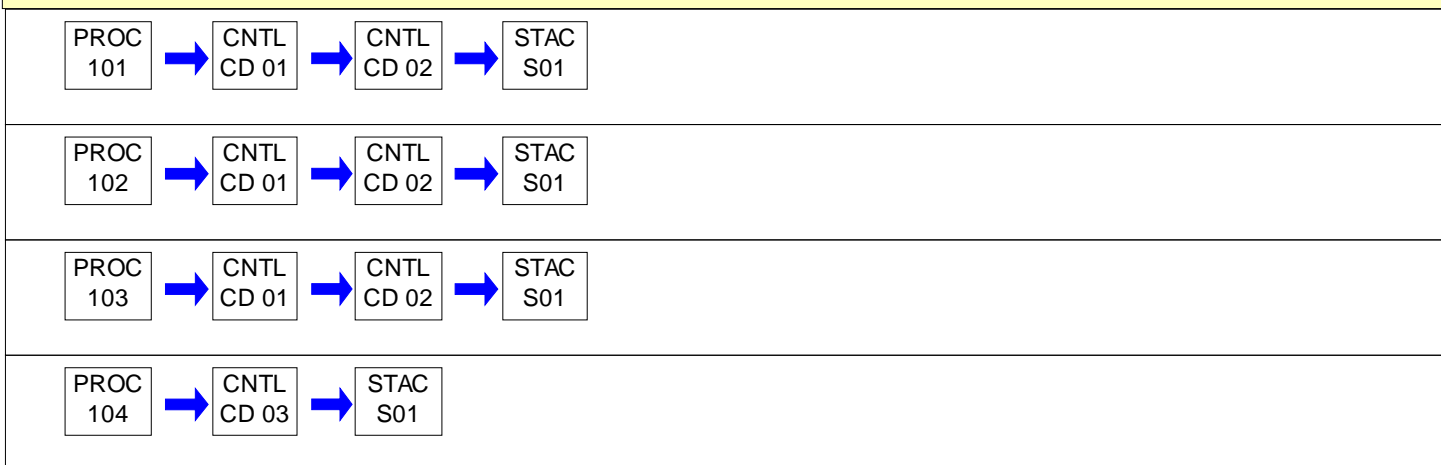 PROC CNTL CNTL STAC
101 CD 01 CD 02 S01
PROC CNTL CNTL STAC
102 CD 01 CD 02 S01
PROC CNTL CNTL STAC
103 CD 01 CD 02 S01
PROC CNTL STAC
104 CD 03 S01